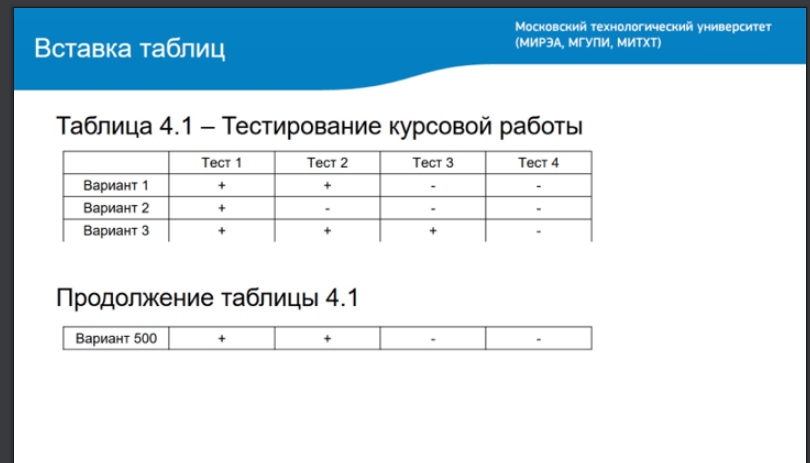 Вставка таблиц
Московский технологический университет
(МИРЭА, МГУПИ, МИТХТ)
Таблица 4.1 – Тестирование курсовой работы
Тест 1 Тест 2 Тест 3 Тест 4
Вариант 1 + + - -
Вариант 2 + - - -
Вариант 3 + + + -
Продолжение таблицы 4.1
Вариант 500 + + - -